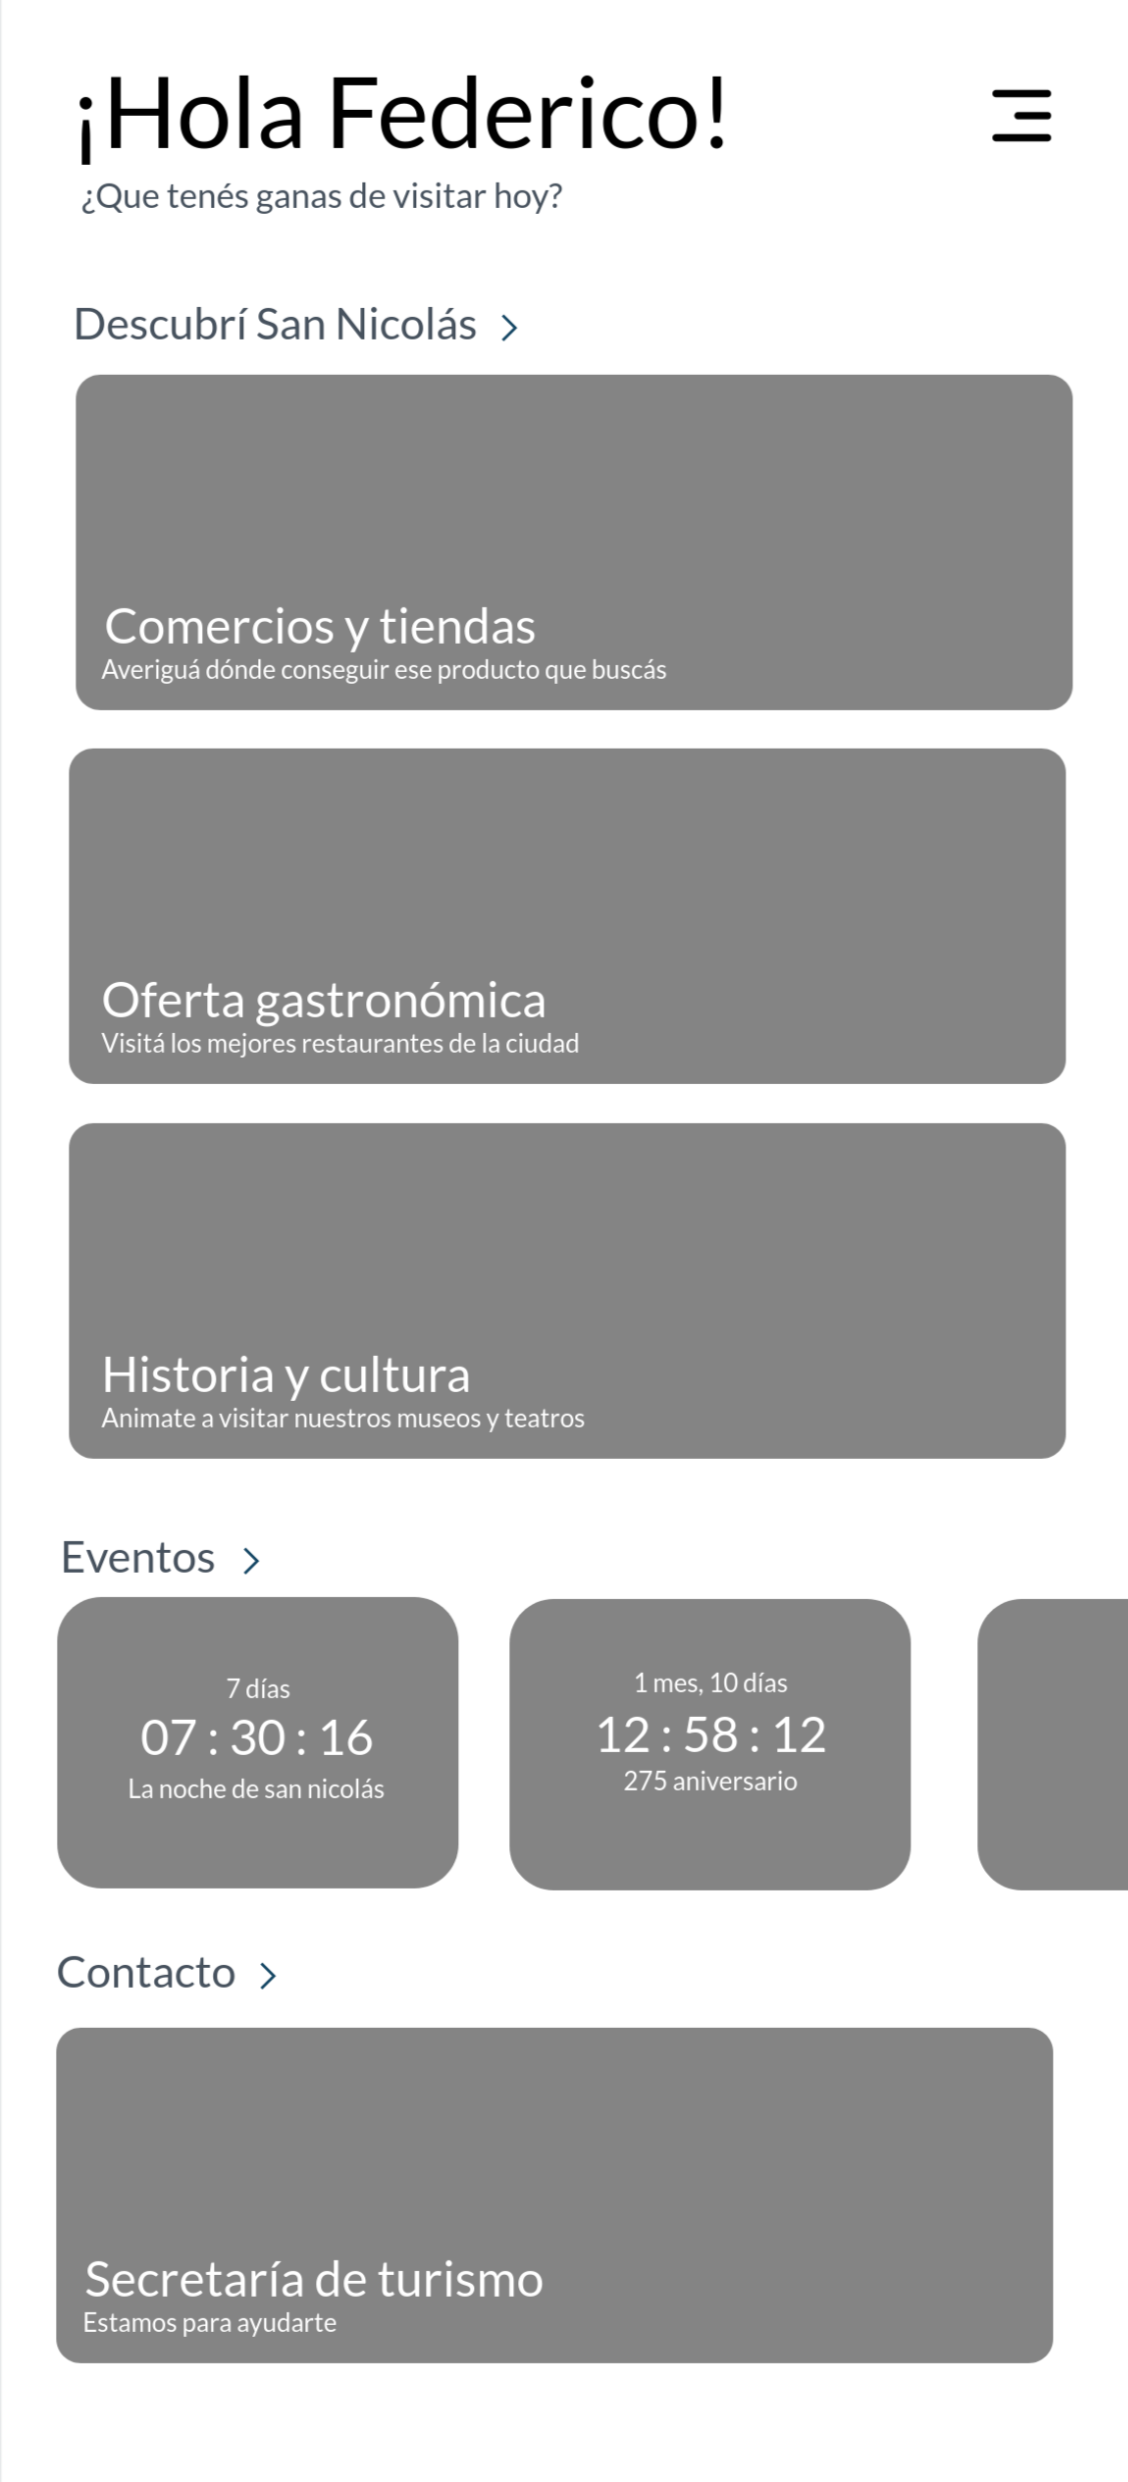 ¡Hola Federico!
¿Que tenés ganas de visitar hoy?
Descubrí San Nicolás
Comercios y tiendas
Averiguá dónde conseguir ese producto que buscás
Oferta gastronómica
Visitá los mejores restaurantes de la ciudad
Historia y cultura
Animate a visitar nuestros museos y teatros
Eventos
7 días
07 : 30 : 16
La noche de san nicolás
1 mes, 10 días
12 : 58 : 12
275 aniversario
Contacto
Secretaría de turismo
Estamos para ayudarte